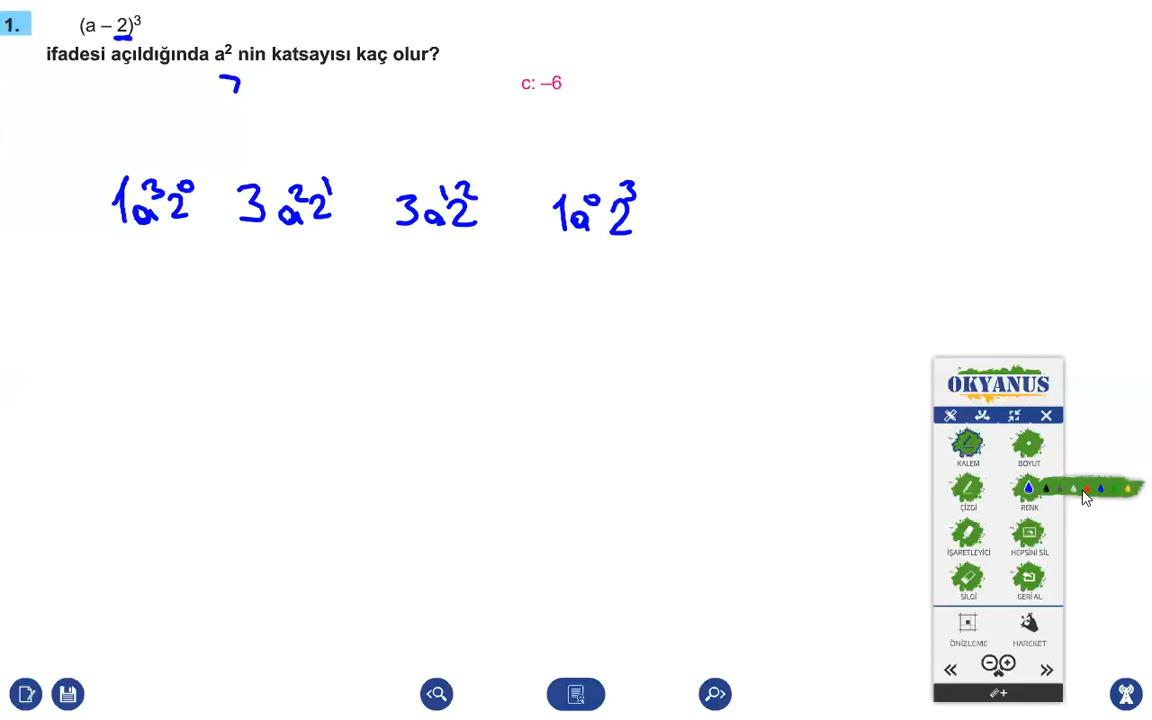 1. (a – 2)³
ifadesi açıldığında a² nin katsayısı kaç olur?
c: –6
1a³2⁰ 3a²2¹ 3a¹2² 1a⁰2³
OKYANUS
KALEM BOYUT
ÇİZGİ RENK
İŞARETLEYİCİ HEPSİNİ SİL
SİLGİ GERİ AL
ÖNİZLEME HAREKET